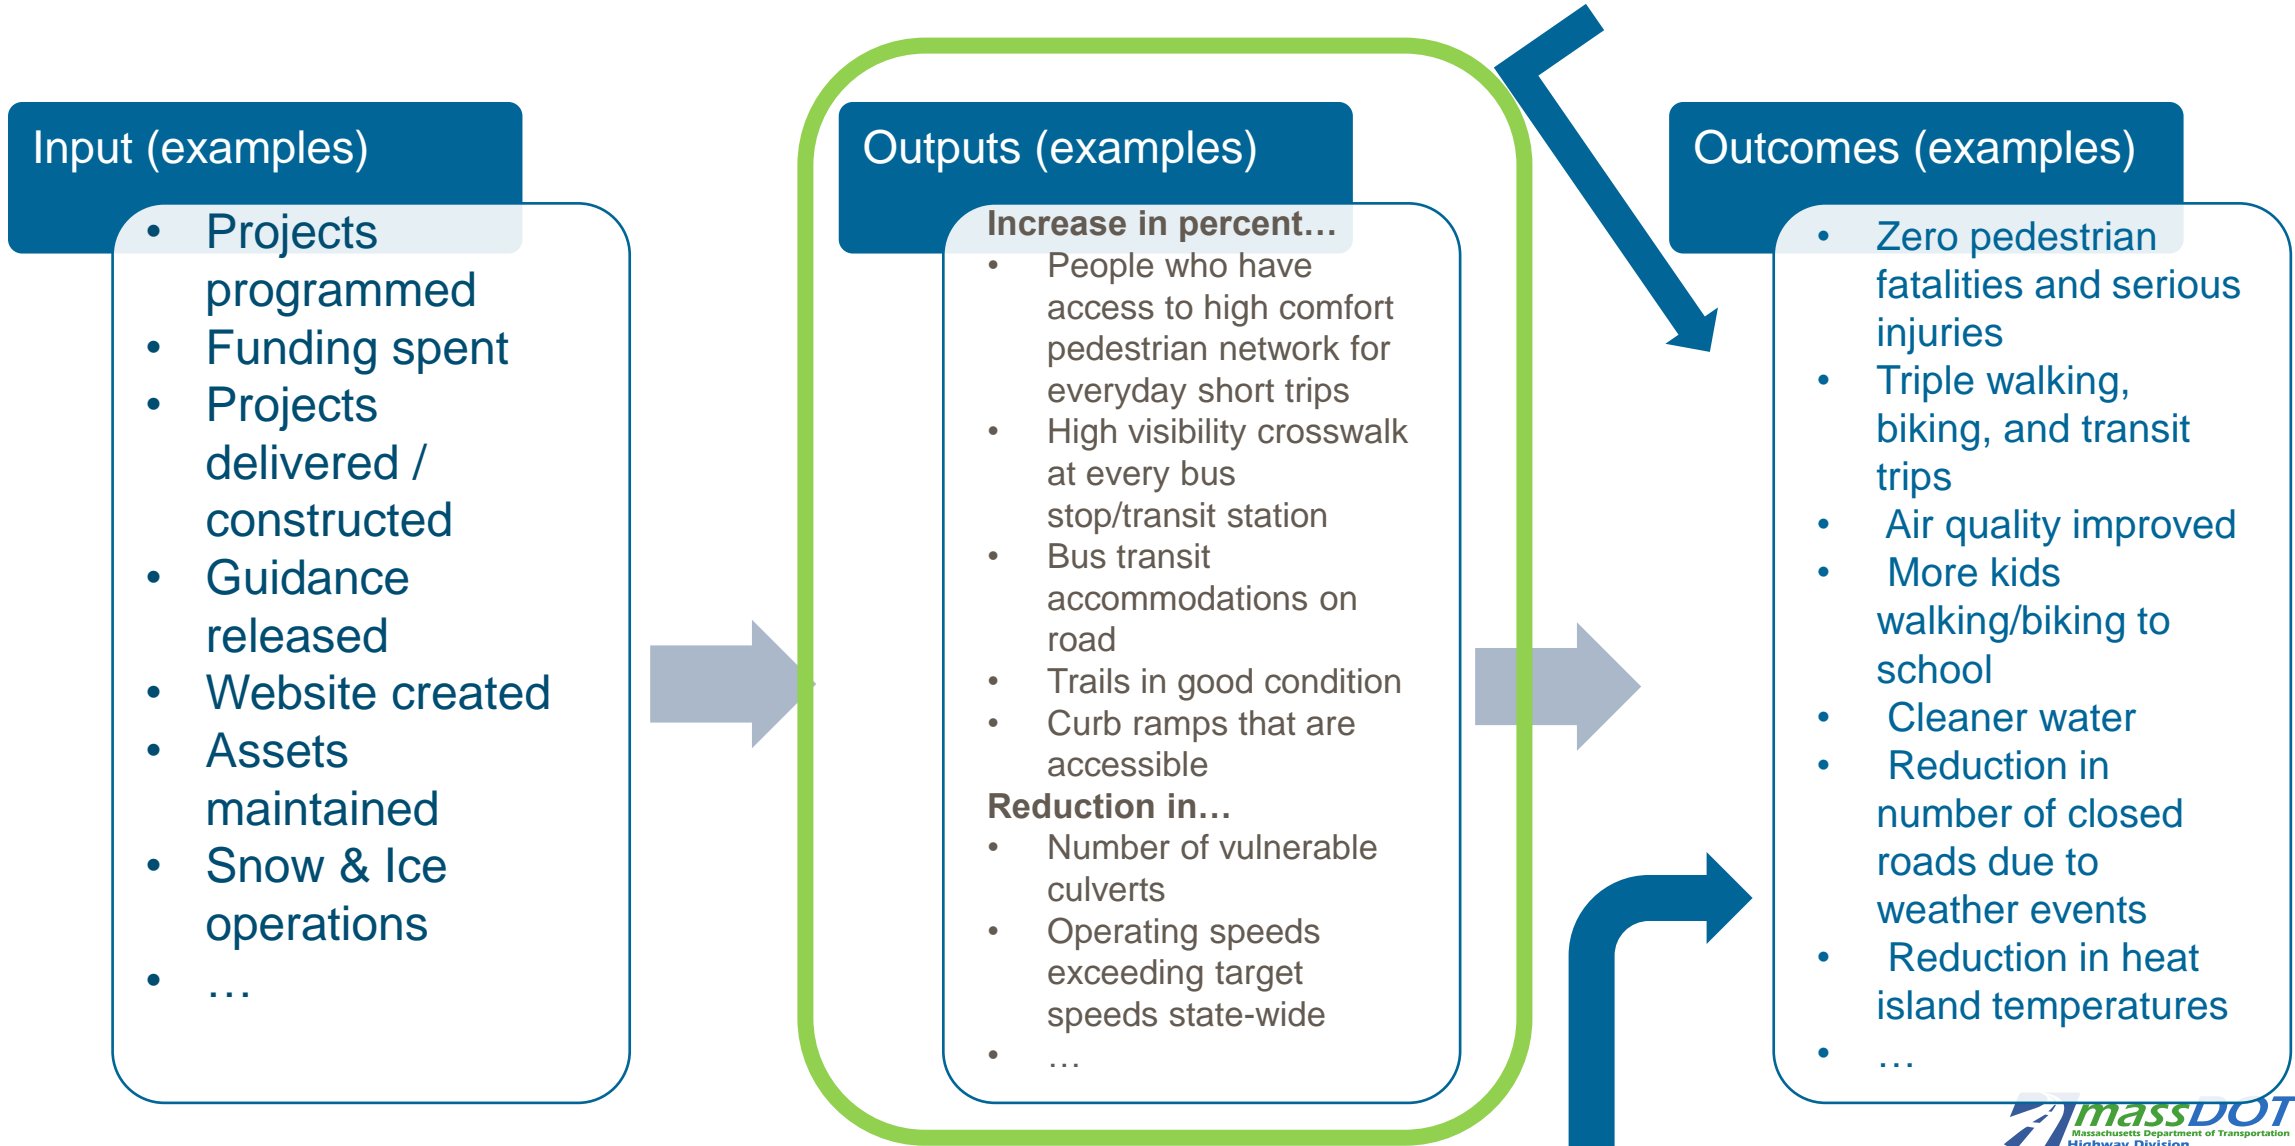 Input (examples)
• Projects
programmed
• Funding spent
• Projects
delivered /
constructed
• Guidance
released
• Website created
• Assets
maintained
• Snow & Ice
operations
• …
Outputs (examples)
Increase in percent…
• People who have
access to high comfort
pedestrian network for
everyday short trips
• High visibility crosswalk
at every bus
stop/transit station
• Bus transit
accommodations on
road
• Trails in good condition
• Curb ramps that are
accessible
Reduction in…
• Number of vulnerable
culverts
• Operating speeds
exceeding target
speeds state-wide
• …
Outcomes (examples)
• Zero pedestrian
fatalities and serious
injuries
• Triple walking,
biking, and transit
trips
• Air quality improved
• More kids
walking/biking to
school
• Cleaner water
• Reduction in
number of closed
roads due to
weather events
• Reduction in heat
island temperatures
• …
massDOT
Massachusetts Department of Transportation
Highway Division